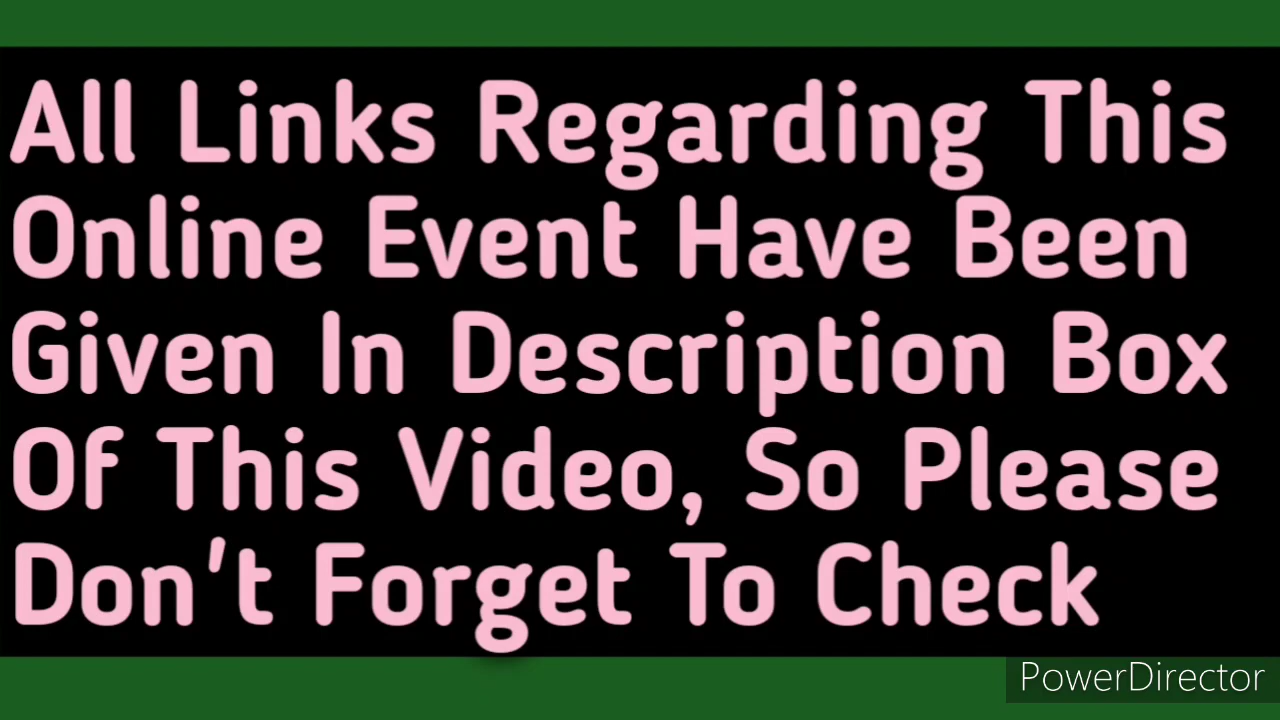 All Links Regarding This
Online Event Have Been
Given In Description Box
Of This Video, So Please
Don't Forget To Check
PowerDirector